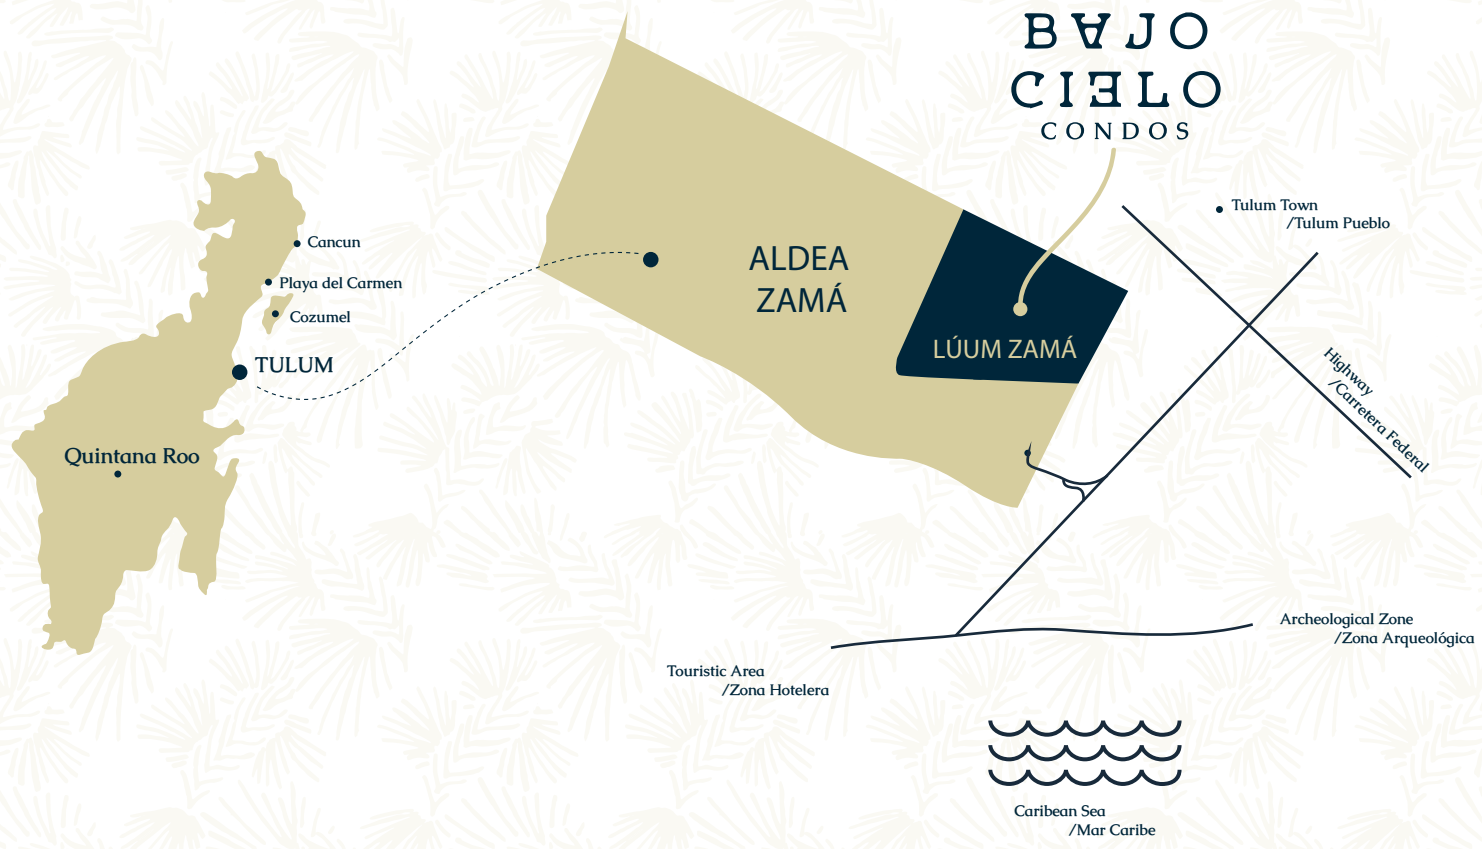 BAJO
CIELO
CONDOS
Tulum Town
/Tulum Pueblo
Cancun
Playa del Carmen
Cozumel
TULUM
Quintana Roo
ALDEA
ZAMÁ
LÚUM ZAMÁ
Highway
/Carretera Federal
Archeological Zone
/Zona Arqueológica
Touristic Area
/Zona Hotelera
Caribean Sea
/Mar Caribe